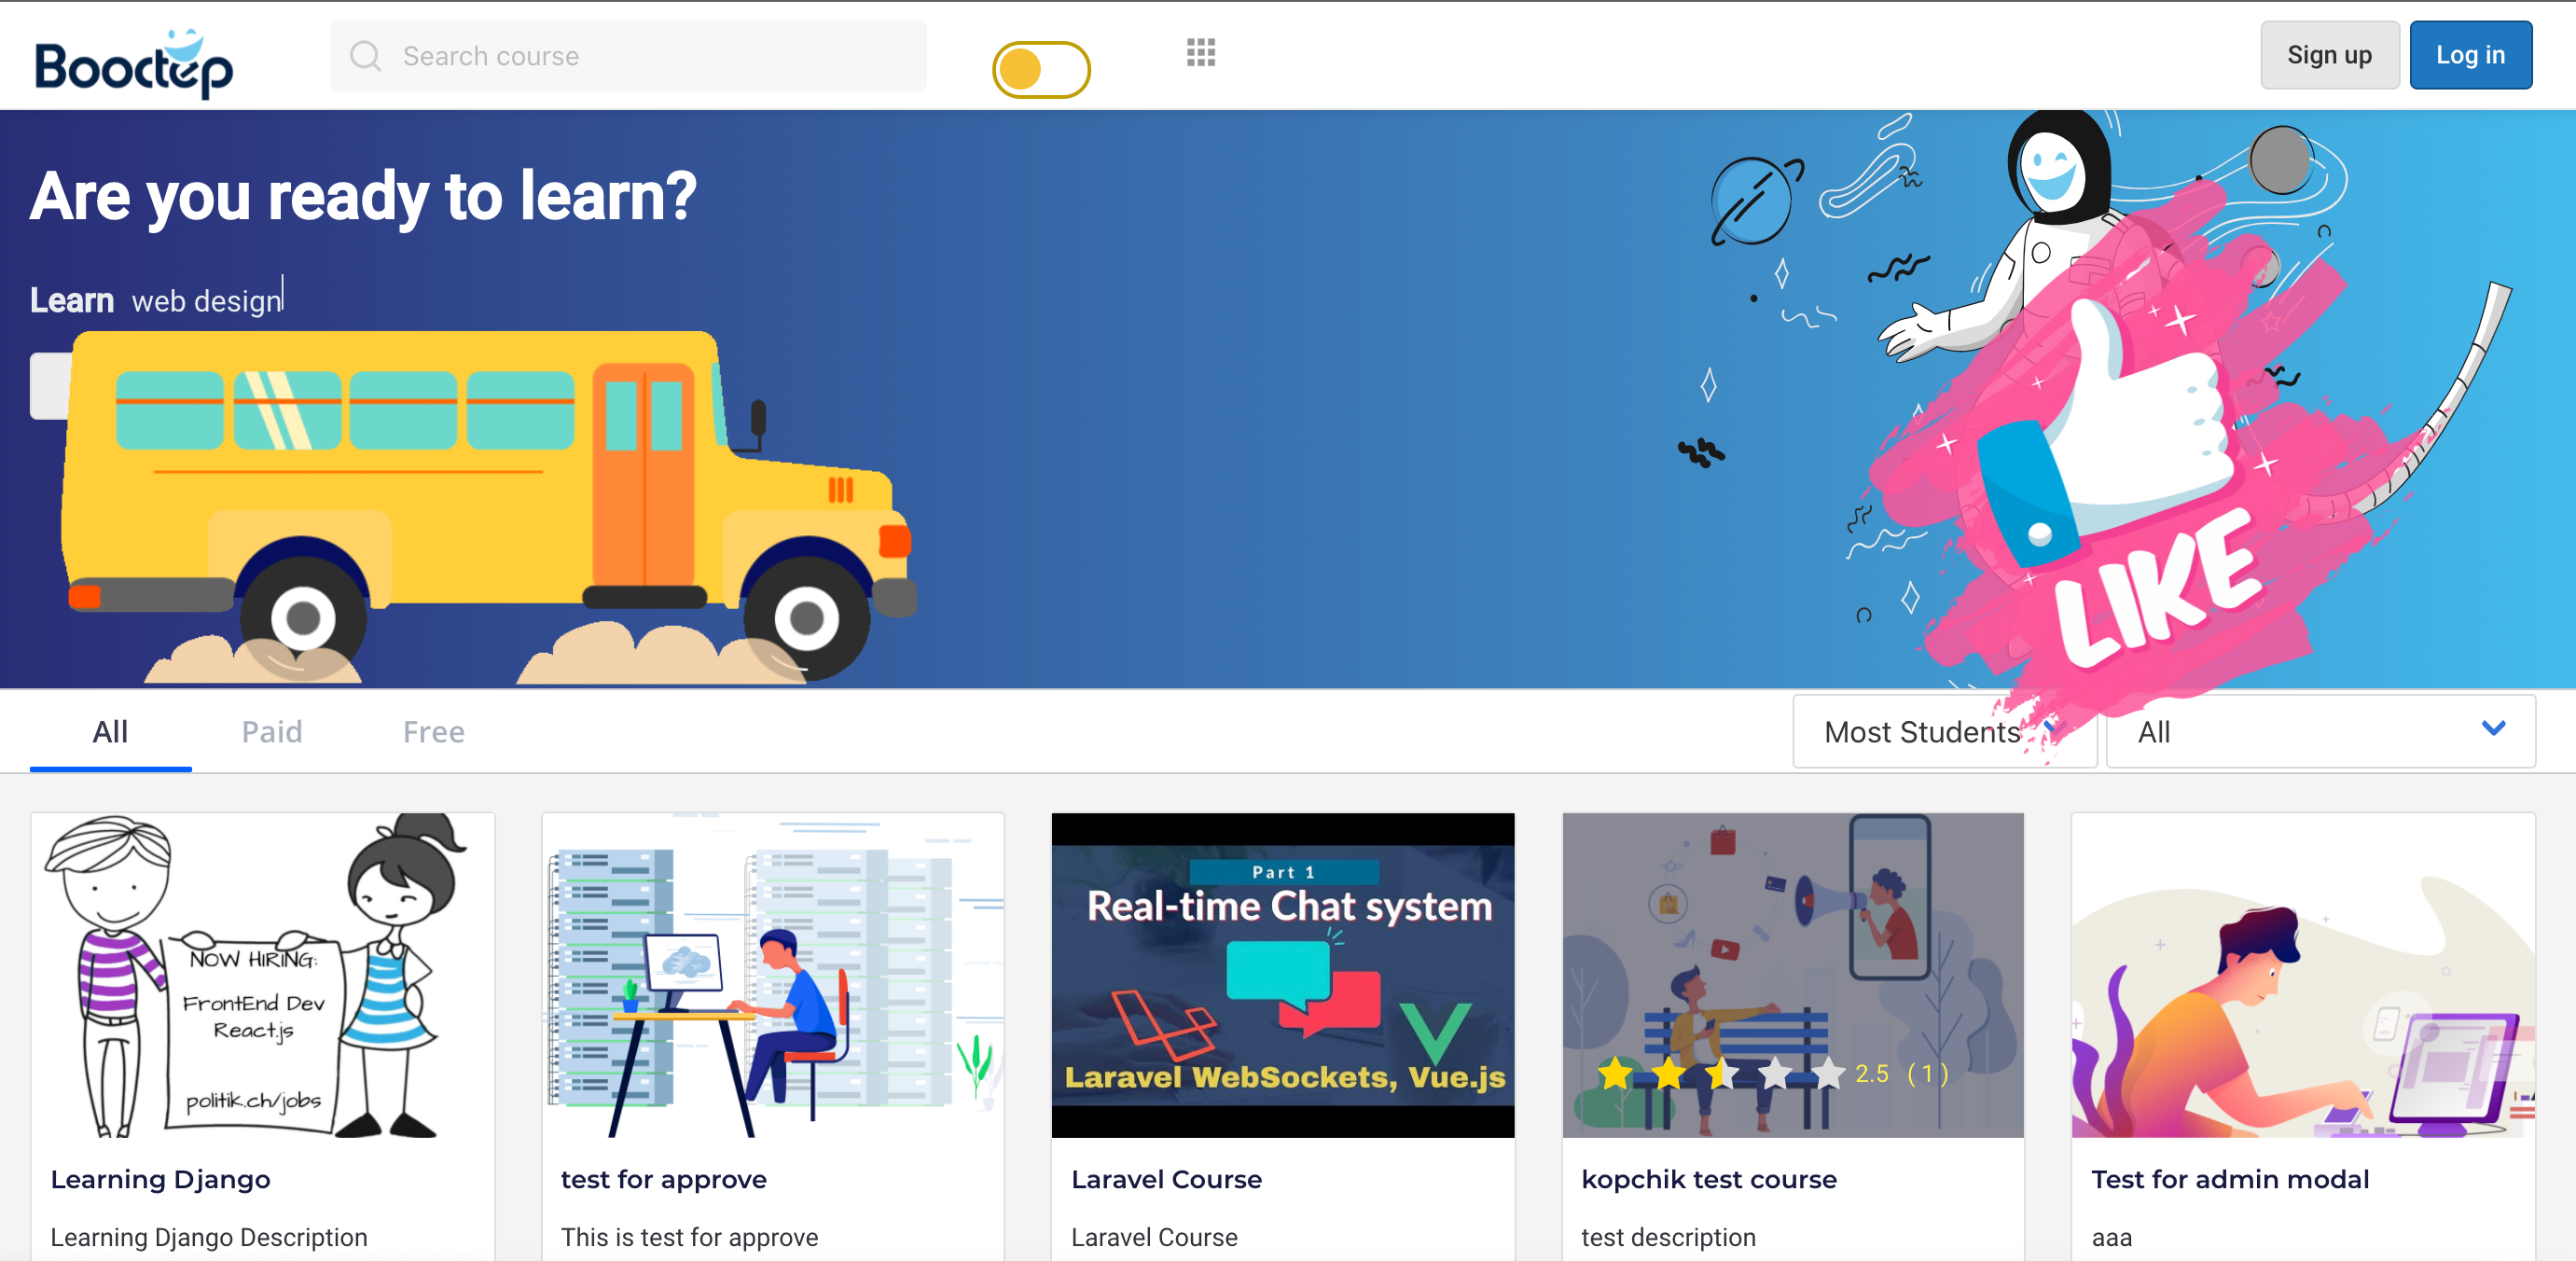 Booctep
Search course
Sign up
Log in
Are you ready to learn?
Learn web design
LIKE
All
Paid
Free
Most Students
All
NOW HIRING:
FrontEnd Dev
React.js
politik.ch/jobs
Part 1
Real-time Chat system
Laravel WebSockets, Vue.js
2.5 ( 1 )
Learning Django
test for approve
Laravel Course
kopchik test course
Test for admin modal
Learning Django Description
This is test for approve
Laravel Course
test description
aaa